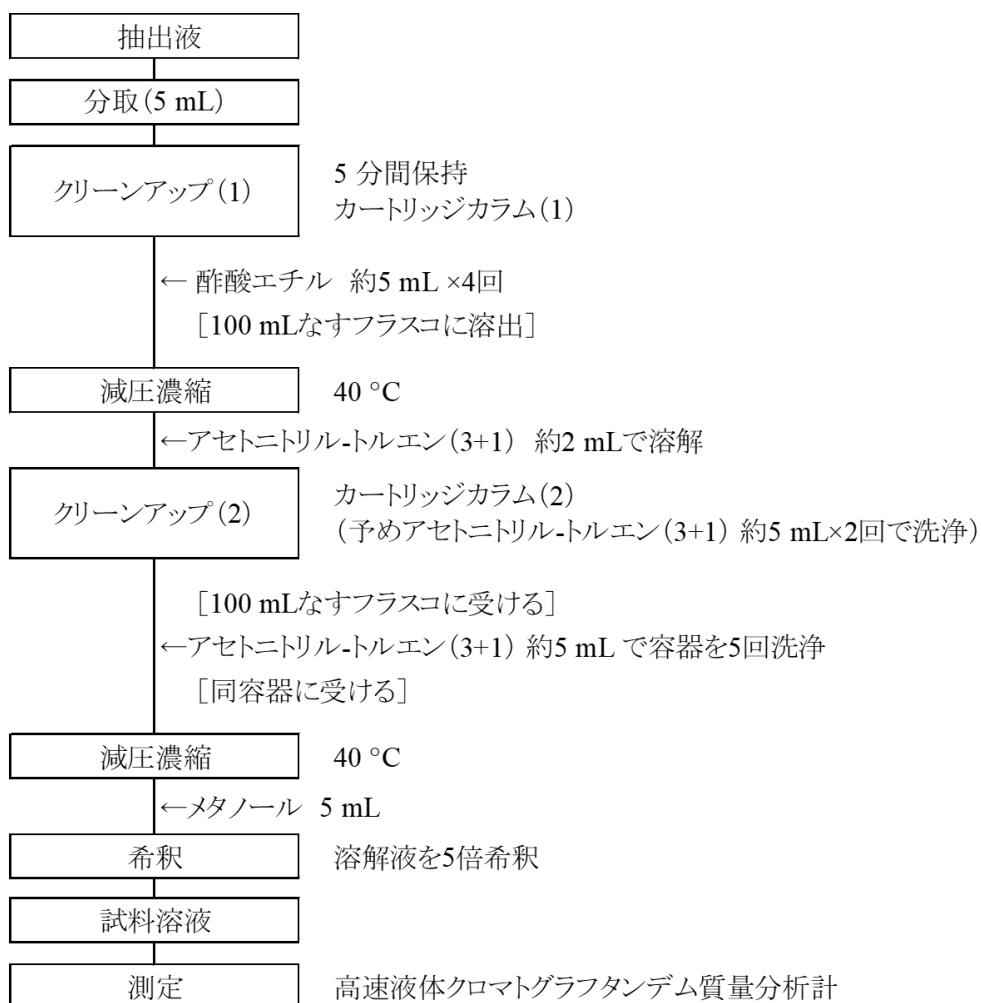 抽出液
分取（5 mL）
クリーンアップ（1）
5 分間保持
カートリッジカラム（1）
← 酢酸エチル 約5 mL ×4回
［100 mLなすフラスコに溶出］
減圧濃縮
40 °C
←アセトニトリル-トルエン（3+1） 約2 mLで溶解
クリーンアップ（2）
カートリッジカラム（2）
（予めアセトニトリル-トルエン（3+1） 約5 mL×2回で洗浄）
［100 mLなすフラスコに受ける］
←アセトニトリル-トルエン（3+1） 約5 mL で容器を5回洗浄
［同容器に受ける］
減圧濃縮
40 °C
←メタノール 5 mL
希釈
溶解液を5倍希釈
試料溶液
測定
高速液体クロマトグラフタンデム質量分析計